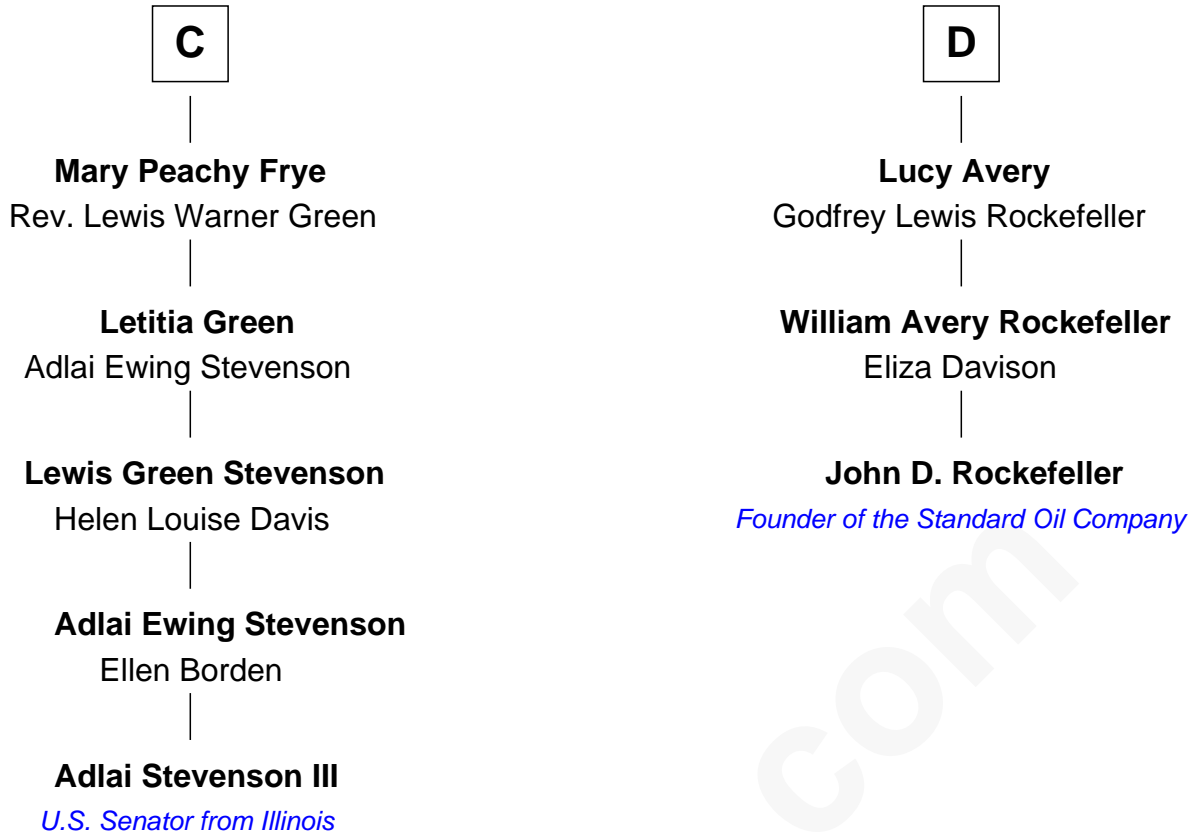 C
Mary Peachy Frye
Rev. Lewis Warner Green
Letitia Green
Adlai Ewing Stevenson
Lewis Green Stevenson
Helen Louise Davis
Adlai Ewing Stevenson
Ellen Borden
Adlai Stevenson III
U.S. Senator from Illinois
D
Lucy Avery
Godfrey Lewis Rockefeller
William Avery Rockefeller
Eliza Davison
John D. Rockefeller
Founder of the Standard Oil Company
com